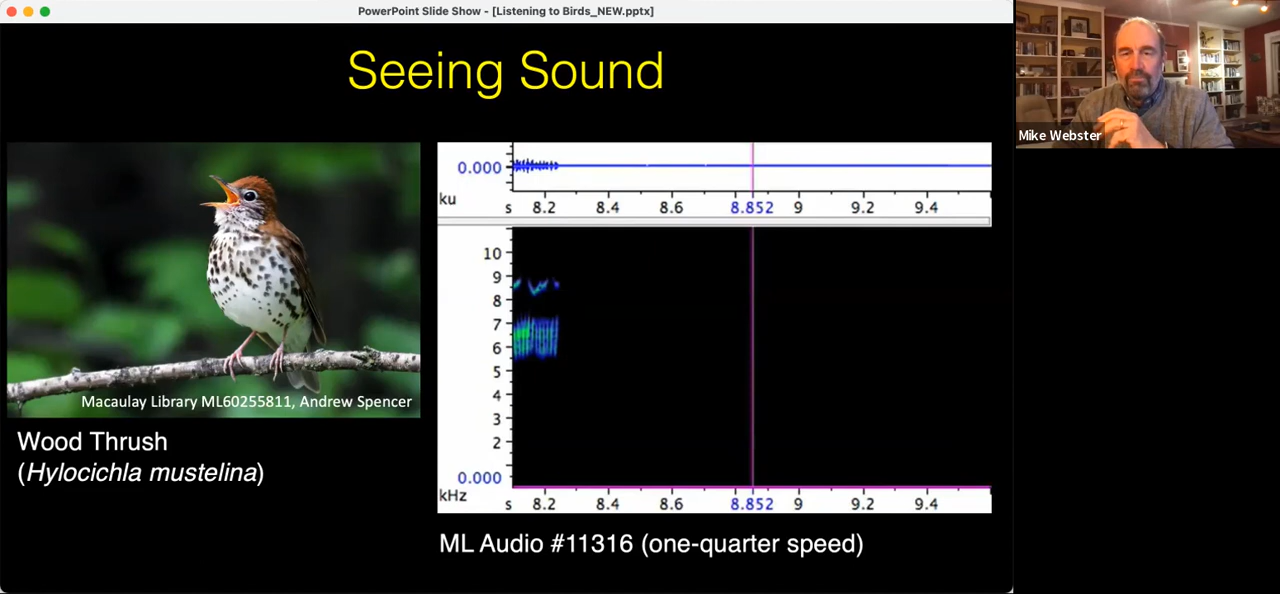 PowerPoint Slide Show - [Listening to Birds_NEW.pptx]
Seeing Sound
Mike Webster
0.000
ku
s 8.2 8.4 8.6 8.852 9 9.2 9.4
10
9
8
7
6
5
4
3
2
0.000
kHz
s 8.2 8.4 8.6 8.852 9 9.2 9.4
Macaulay Library ML60255811, Andrew Spencer
Wood Thrush
(Hylocichla mustelina)
ML Audio #11316 (one-quarter speed)